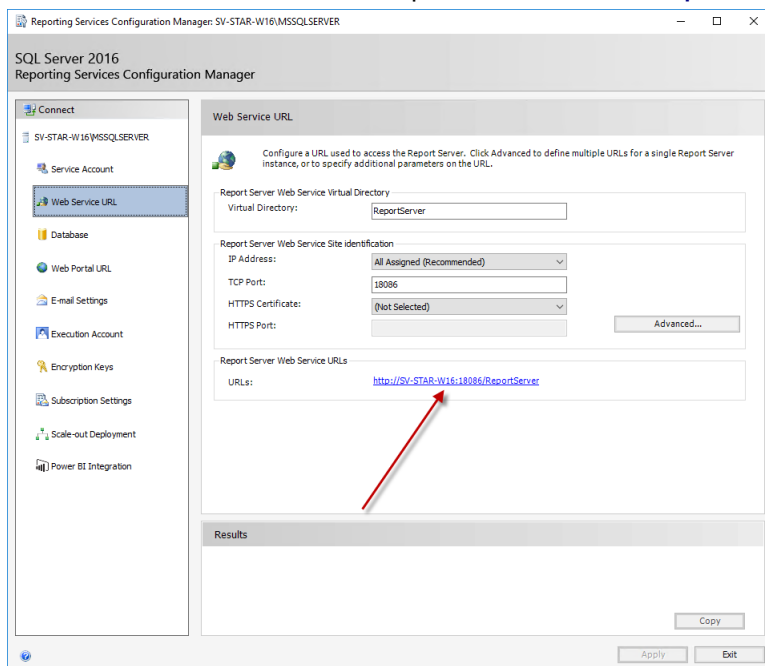 Reporting Services Configuration Manager: SV-STAR-W16\MSSQLSERVER
SQL Server 2016
Reporting Services Configuration Manager
Connect
SV-STAR-W16\MSSQLSERVER
Service Account
Web Service URL
Database
Web Portal URL
E-mail Settings
Execution Account
Encryption Keys
Subscription Settings
Scale-out Deployment
Power BI Integration
Web Service URL
Configure a URL used to access the Report Server. Click Advanced to define multiple URLs for a single Report Server
instance, or to specify additional parameters on the URL.
Report Server Web Service Virtual Directory
Virtual Directory: ReportServer
Report Server Web Service Site identification
IP Address: All Assigned (Recommended)
TCP Port: 18086
HTTPS Certificate: (Not Selected)
HTTPS Port:
Advanced...
Report Server Web Service URLs
URLs: http://SV-STAR-W16:18086/ReportServer
Results
Copy
Apply Exit